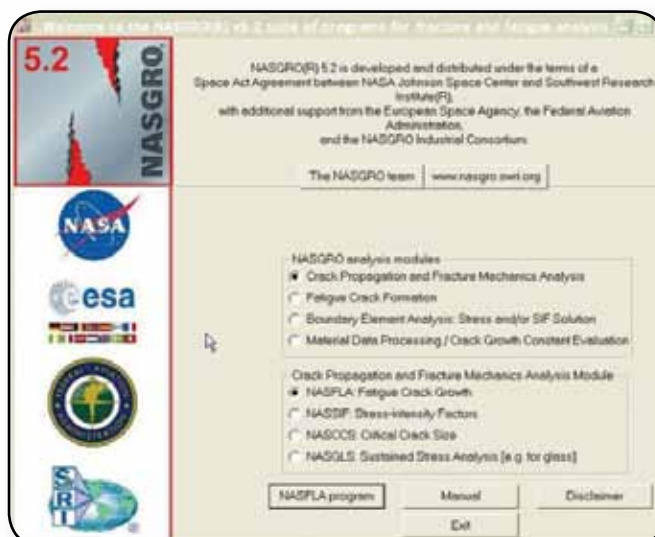 Welcome to the NASGRO(R) v5.2 suite of programs for fracture and fatigue analysis
5.2
NASGRO
NASGRO(R) 5.2 is developed and distributed under the terms of a
Space Act Agreement between NASA Johnson Space Center and Southwest Research
Institute(R),
with additional support from the European Space Agency, the Federal Aviation
Administration,
and the NASGRO Industrial Consortium.
The NASGRO team
www.nasgro.swri.org
NASA
esa
FEDERAL AVIATION
ADMINISTRATION
SRI
NASGRO analysis modules
Crack Propagation and Fracture Mechanics Analysis
Fatigue Crack Formation
Boundary Element Analysis: Stress and/or SIF Solution
Material Data Processing / Crack Growth Constant Evaluation
Crack Propagation and Fracture Mechanics Analysis Module
NASFLA: Fatigue Crack Growth
NASSIF: Stress-Intensity Factors
NASCCS: Critical Crack Size
NASGLS: Sustained Stress Analysis [e.g. for glass]
NASFLA program
Manual
Disclaimer
Exit